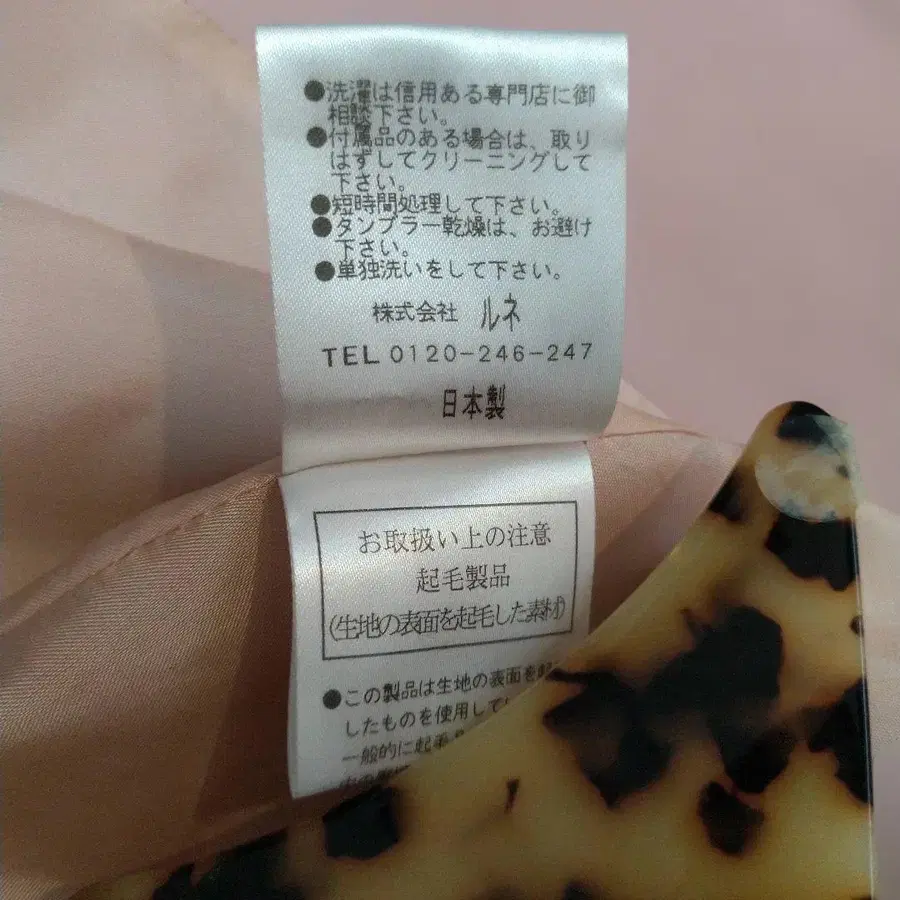 ●洗濯は信用ある専門店に御
相談下さい。
●付属品のある場合は、取り
はずしてクリーニングして
下さい。
●短時間処理して下さい。
●タンブラー乾燥は、お避け
下さい。
●単独洗いをして下さい。
株式会社 ルネ
TEL 0120-246-247
日本製
お取扱い上の注意
起毛製品
(生地の表面を起毛した素材)
●この製品は生地の表面を
したものを使用して
一般的に起毛